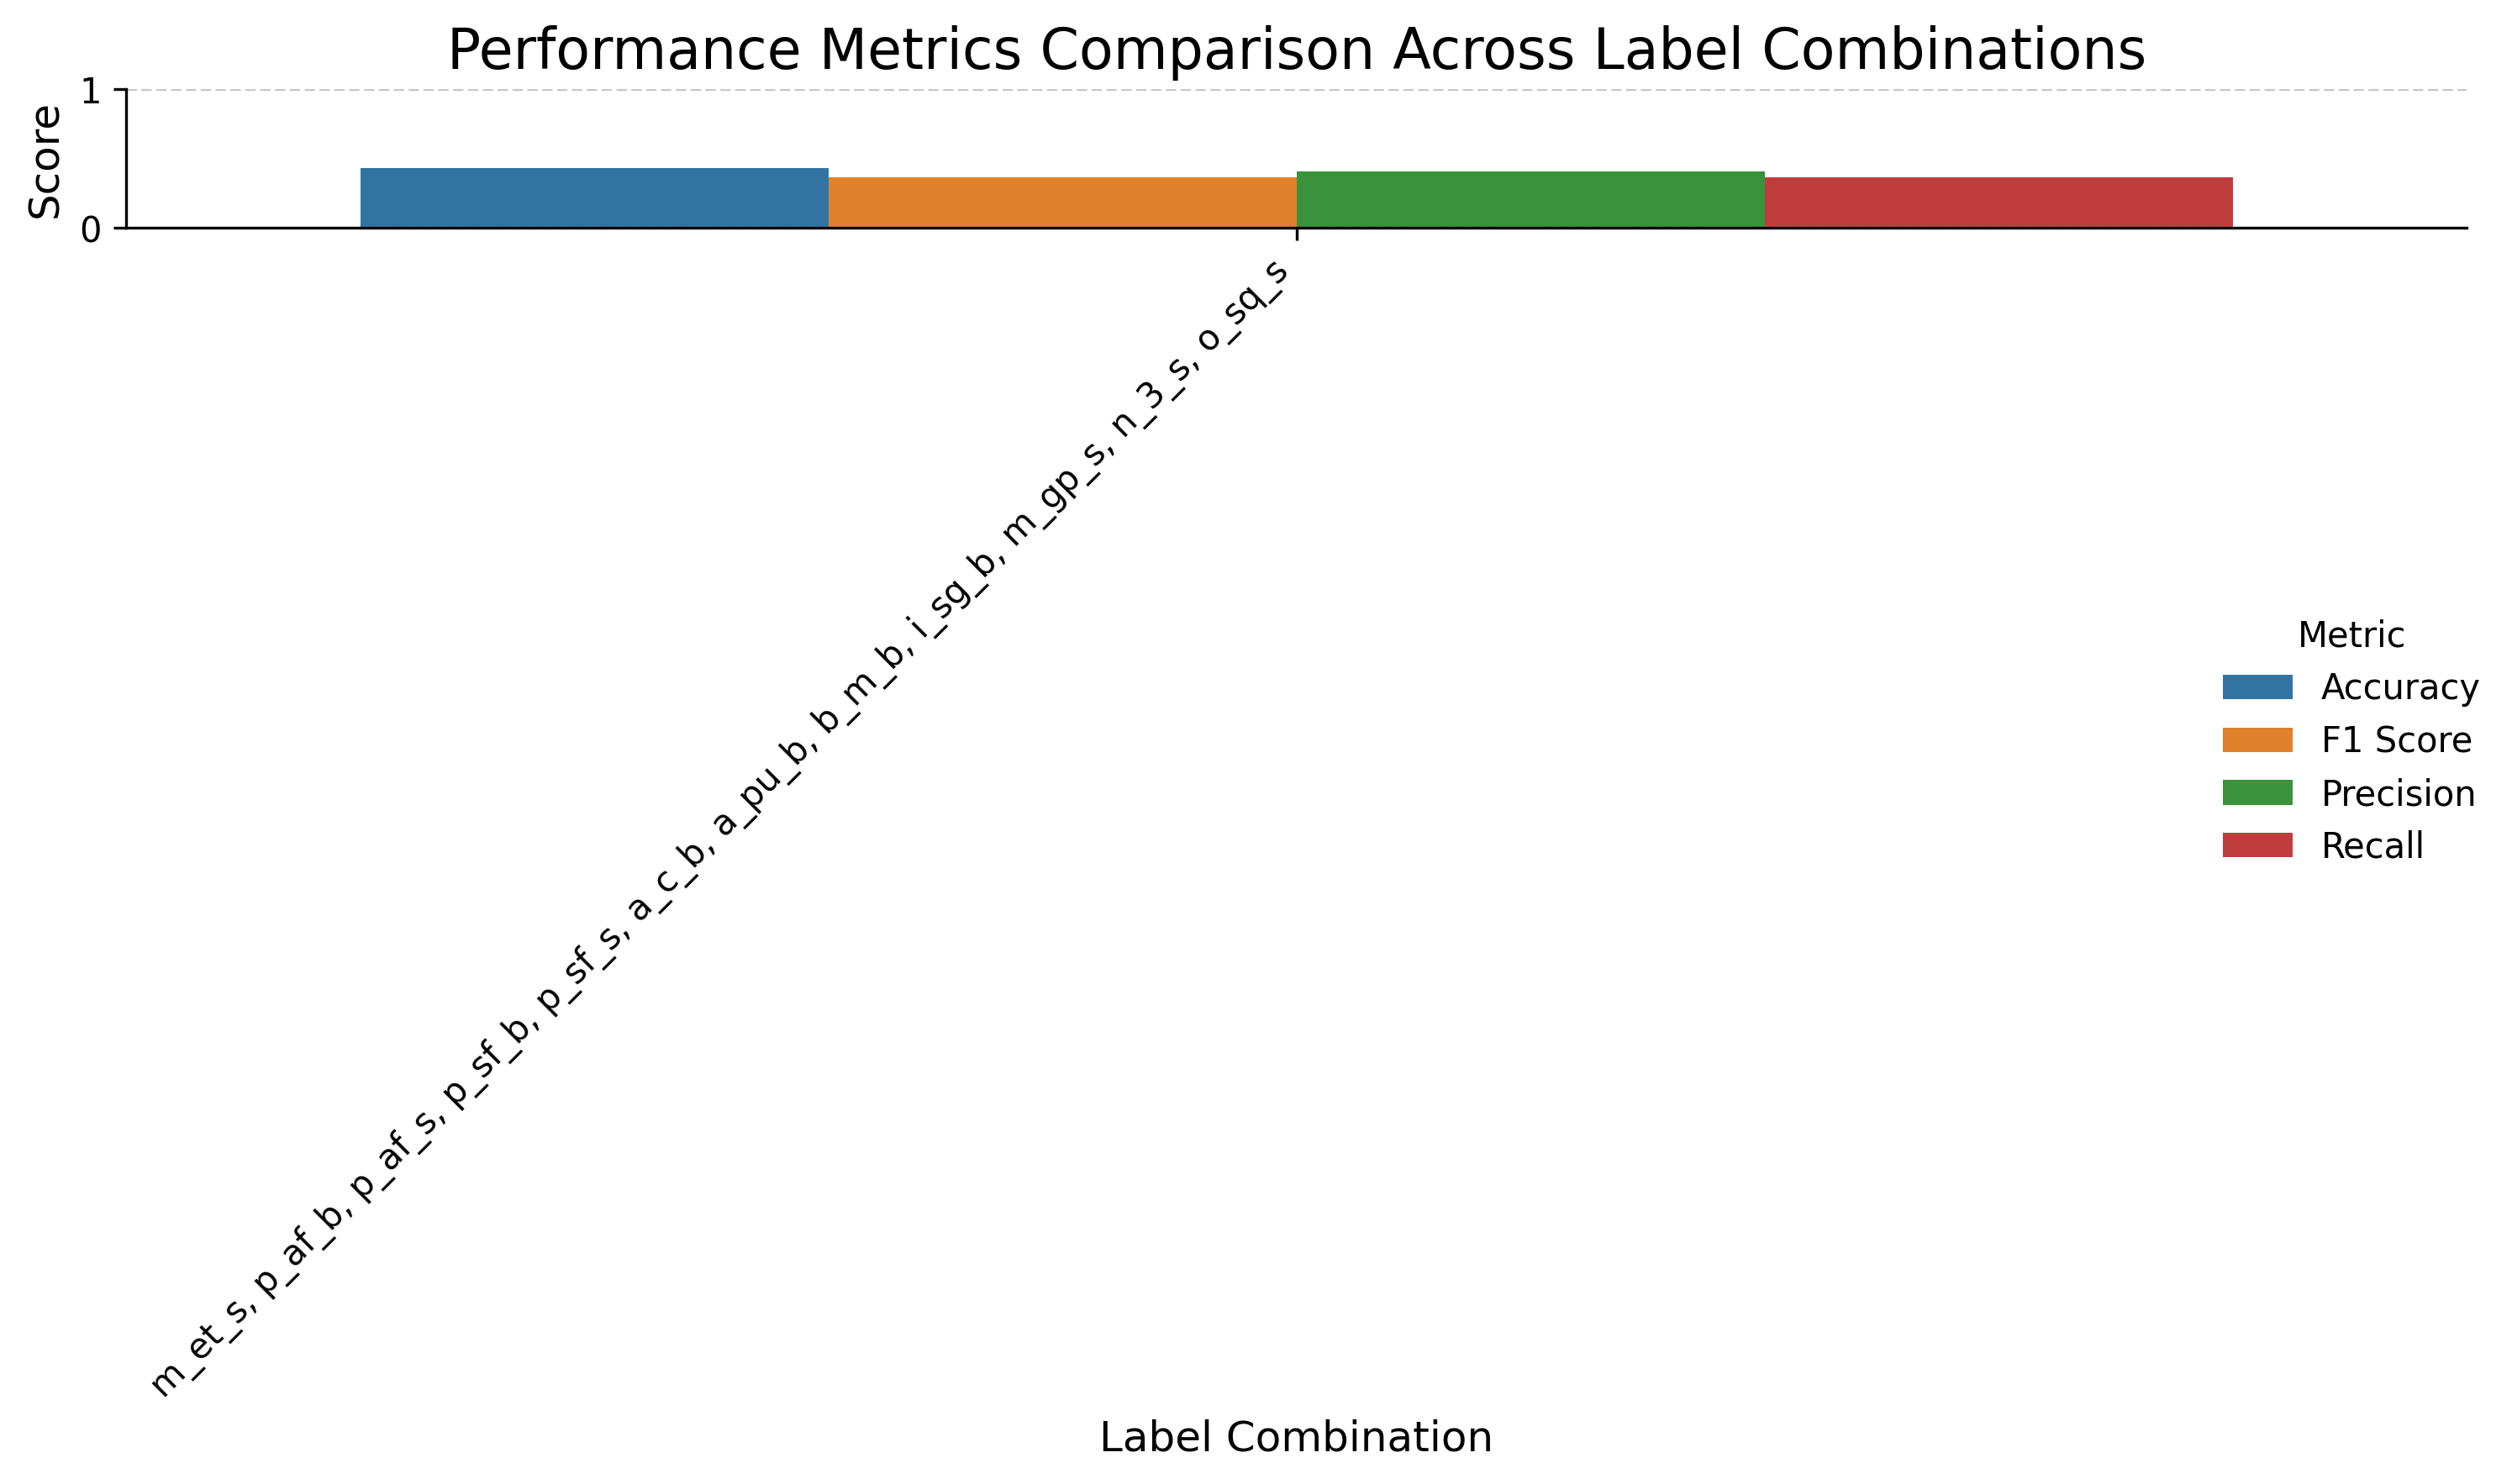 Performance Metrics Comparison Across Label Combinations
1
Score
0
m_et_s, p_af_b, p_af_s, p_sf_b, p_sf_s, a_c_b, a_pu_b, b_m_b, i_sg_b, m_gp_s, n_3_s, o_sq_s
Metric
Accuracy
F1 Score
Precision
Recall
Label Combination